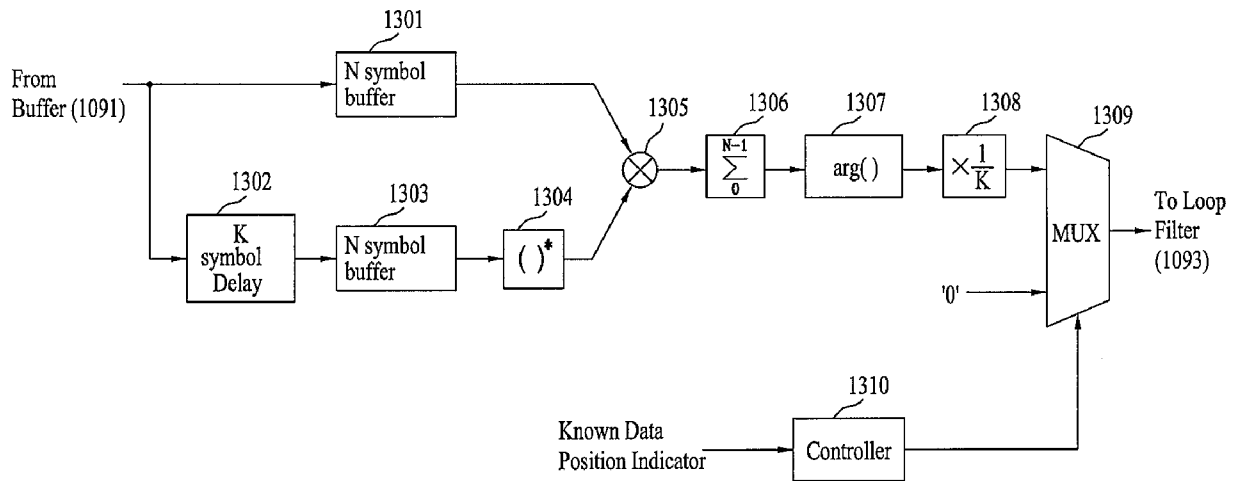 1301
From
Buffer (1091)
N symbol
buffer
1305
1306
1307
1308
1309
N-1
∑
0
arg( )
× 1/K
1302
K
symbol
Delay
1303
N symbol
buffer
1304
( )*
MUX
To Loop
Filter
(1093)
'0'
1310
Known Data
Position Indicator
Controller